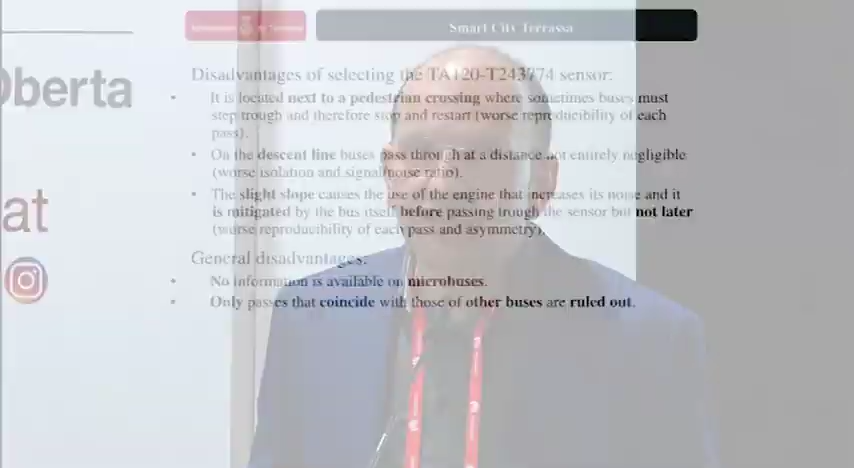 Smart City Terrassa
Oberta
at
Disadvantages of selecting the TA120-T243774 sensor:
It is located next to a pedestrian crossing where sometimes buses must
step trough and therefore stop and restart (worse reproducibility of each
pass).
On the descent line buses pass through at a distance not entirely negligible
(worse isolation and signal/noise ratio).
The slight slope causes the use of the engine that increases its noise and it
is mitigated by the bus itself before passing trough the sensor but not later
(worse reproducibility of each pass and asymmetry).
General disadvantages:
No information is available on microbuses.
Only passes that coincide with those of other buses are ruled out.